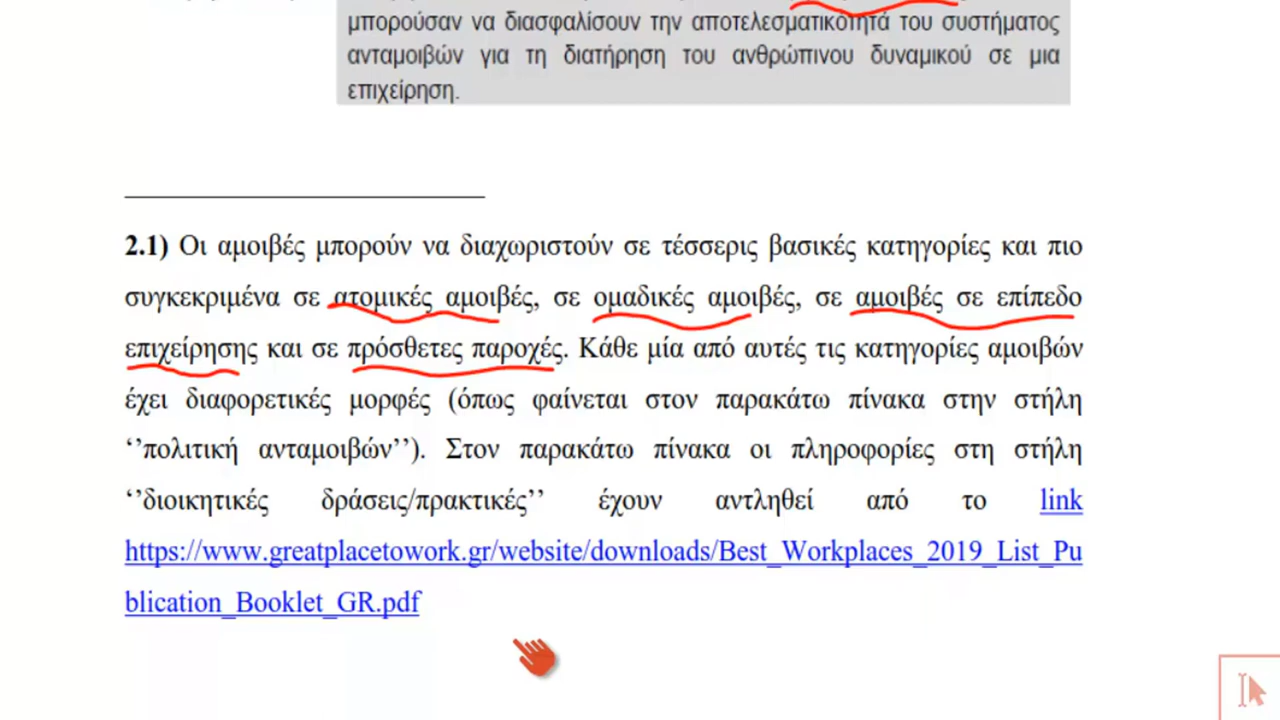 μπορούσαν να διασφαλίσουν την αποτελεσματικότητά του συστήματος
ανταμοιβών για τη διατήρηση του ανθρώπινου δυναμικού σε μια
επιχείρηση.
2.1) Οι αμοιβές μπορούν να διαχωριστούν σε τέσσερις βασικές κατηγορίες και πιο
συγκεκριμένα σε ατομικές αμοιβές, σε ομαδικές αμοιβές, σε αμοιβές σε επίπεδο
επιχείρησης και σε πρόσθετες παροχές. Κάθε μία από αυτές τις κατηγορίες αμοιβών
έχει διαφορετικές μορφές (όπως φαίνεται στον παρακάτω πίνακα στην στήλη
‘’πολιτική ανταμοιβών’’). Στον παρακάτω πίνακα οι πληροφορίες στη στήλη
‘’διοικητικές δράσεις/πρακτικές’’ έχουν αντληθεί από το link
https://www.greatplacetowork.gr/website/downloads/Best_Workplaces_2019_List_Pu
blication_Booklet_GR.pdf